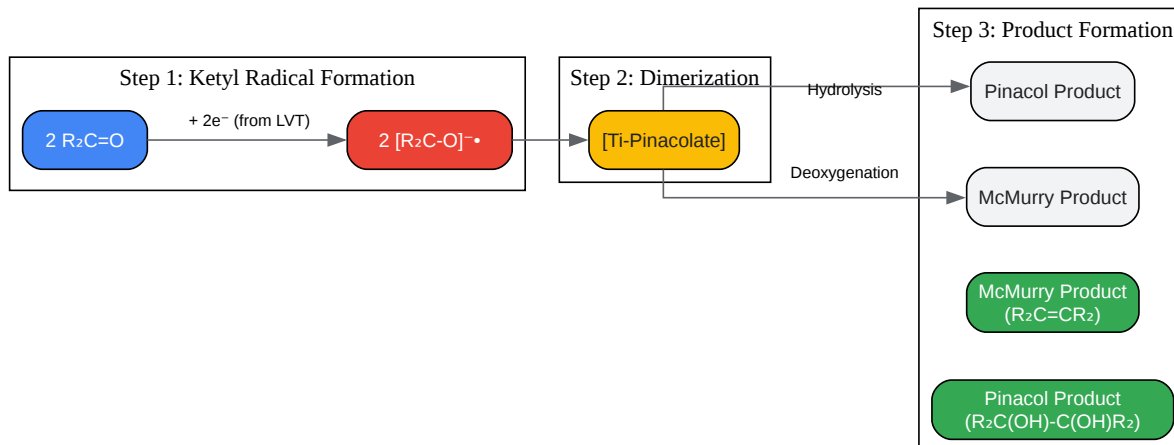 Step 1: Ketyl Radical Formation
2 R₂C=O
+ 2e⁻ (from LVT)
2 [R₂C-O]⁻•
Step 2: Dimerization
[Ti-Pinacolate]
Hydrolysis
Deoxygenation
Step 3: Product Formation
Pinacol Product
McMurry Product
McMurry Product
(R₂C=CR₂)
Pinacol Product
(R₂C(OH)-C(OH)R₂)